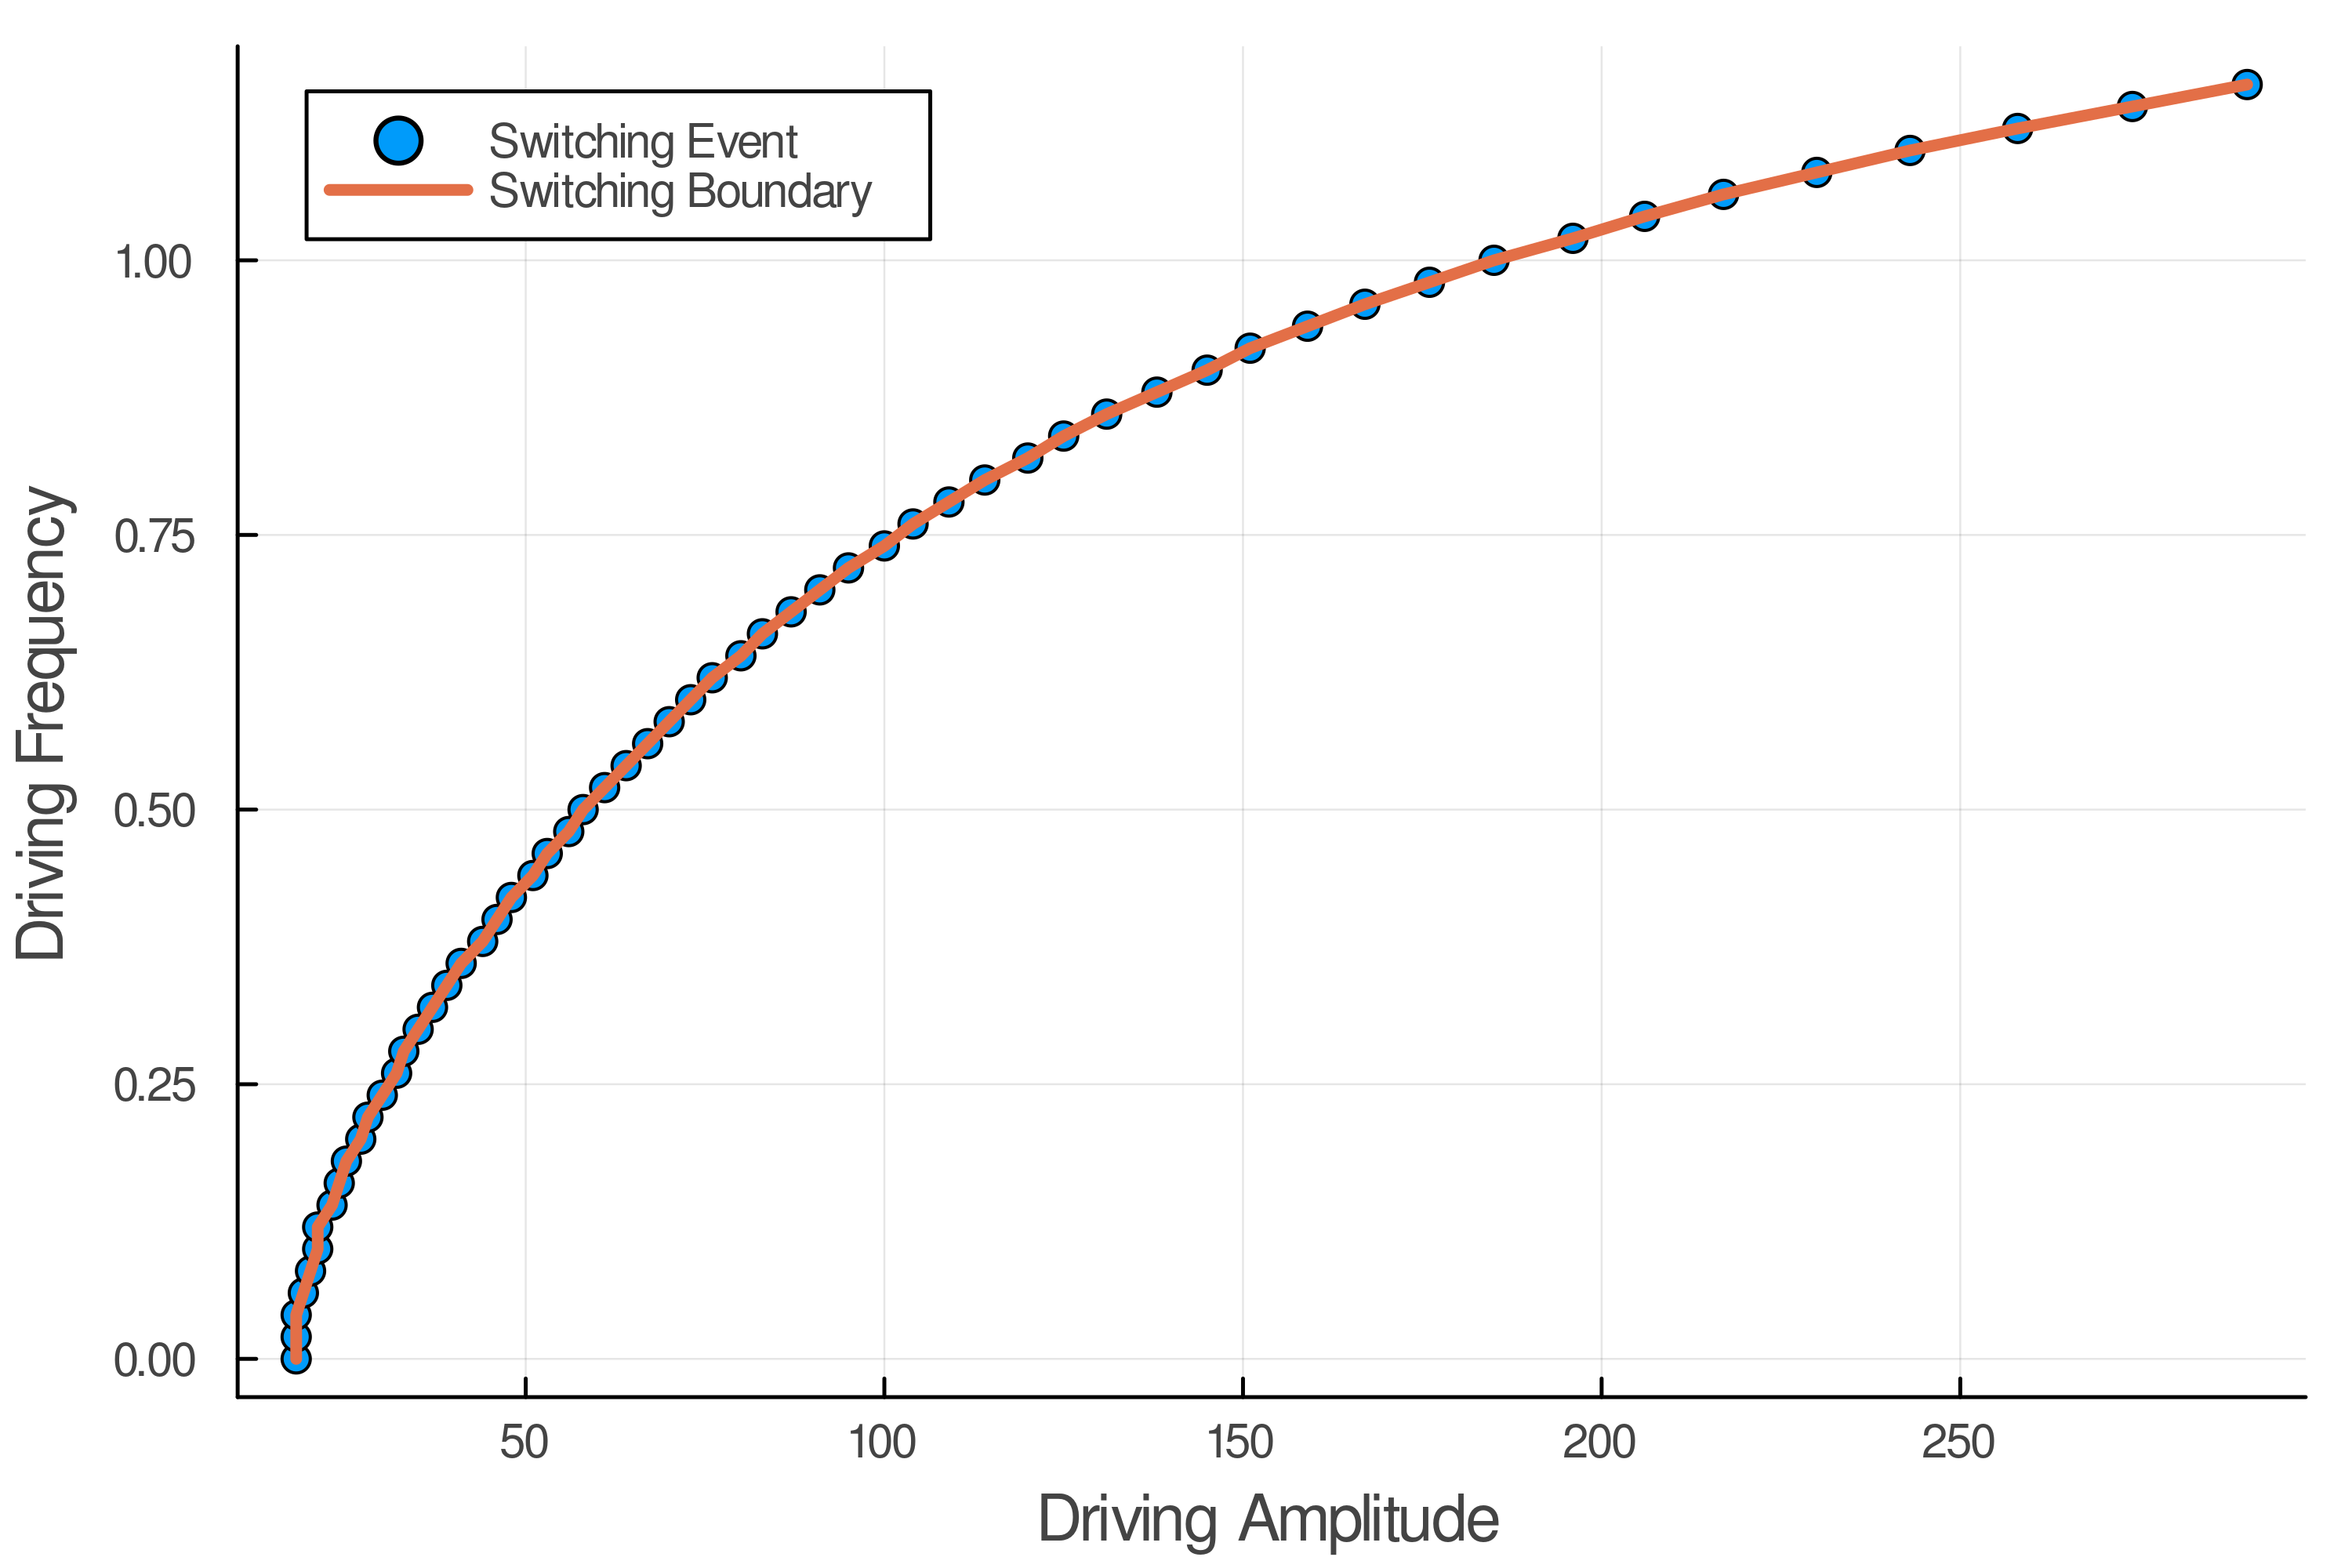 Switching Event
Switching Boundary
Driving Frequency
1.00
0.75
0.50
0.25
0.00
50 100 150 200 250
Driving Amplitude